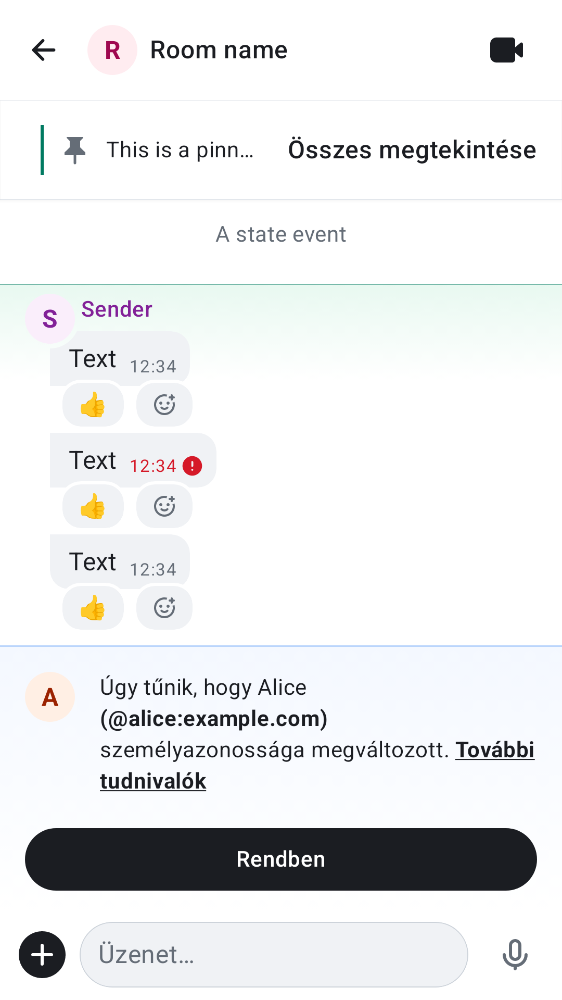 R Room name
This is a pinn… Összes megtekintése
A state event
S Sender
Text 12:34
👍
Text 12:34
👍
Text 12:34
👍
A Úgy tűnik, hogy Alice
(@alice:example.com)
személyazonossága megváltozott. További
tudnivalók
Rendben
Üzenet…